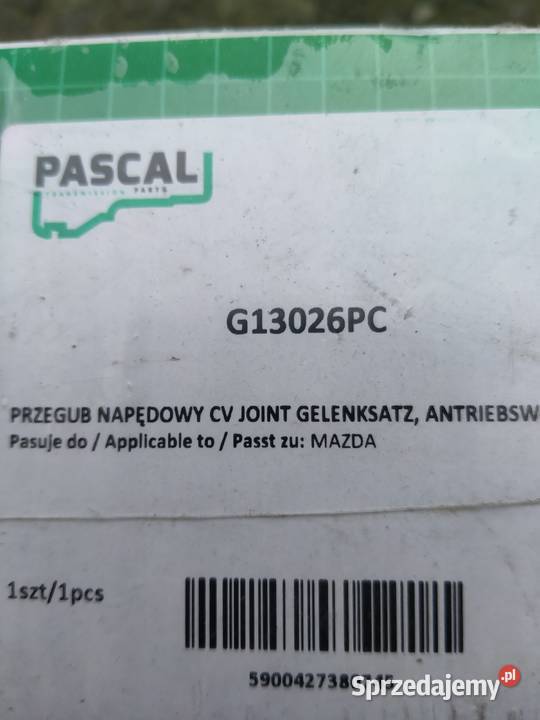 PASCAL
TRANSMISSION PARTS
G13026PC
PRZEGUB NAPĘDOWY CV JOINT GELENKSATZ, ANTRIEBSW
Pasuje do / Applicable to / Passt zu: MAZDA
1szt/1pcs
Sprzedajemy.pl